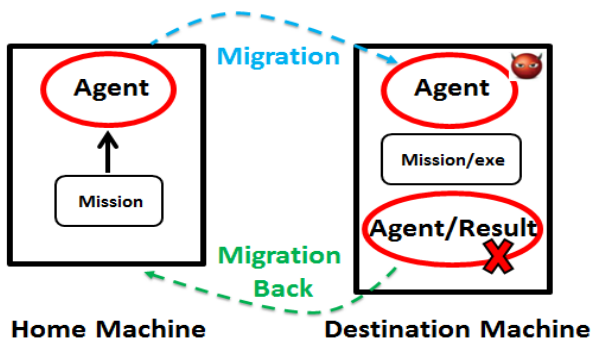 Agent
Mission
Home Machine
Migration
Migration
Back
Agent
Mission/exe
Agent/Result
Destination Machine